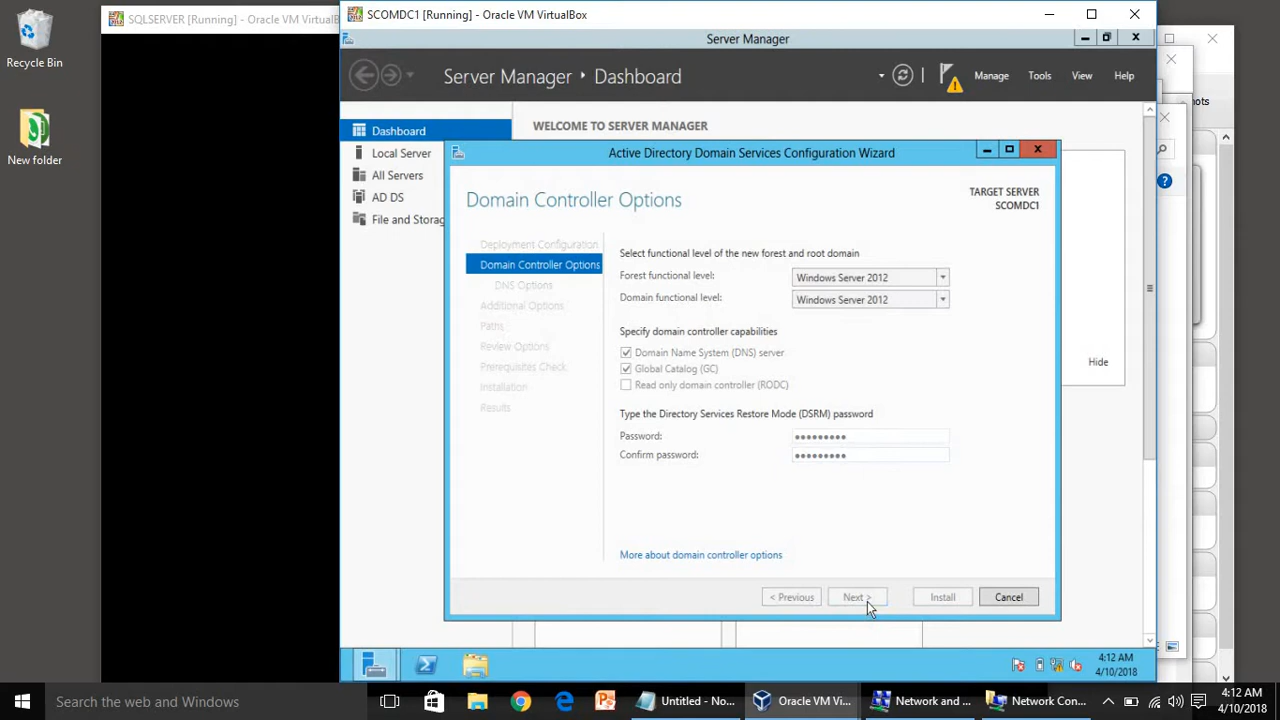 Recycle Bin
New folder
SQLSERVER [Running] - Oracle VM VirtualB
SCOMDC1 [Running] - Oracle VM VirtualBox
Server Manager
Server Manager ▸ Dashboard
Manage
Tools
View
Help
Dashboard
Local Server
All Servers
AD DS
File and Storag
WELCOME TO SERVER MANAGER
Hide
Active Directory Domain Services Configuration Wizard
Domain Controller Options
TARGET SERVER
SCOMDC1
Deployment Configuration
Domain Controller Options
DNS Options
Additional Options
Paths
Review Options
Prerequisites Check
Installation
Results
Select functional level of the new forest and root domain
Forest functional level: Windows Server 2012
Domain functional level: Windows Server 2012
Specify domain controller capabilities
Domain Name System (DNS) server
Global Catalog (GC)
Read only domain controller (RODC)
Type the Directory Services Restore Mode (DSRM) password
Password: •••••••••
Confirm password: •••••••••
More about domain controller options
< Previous
Next >
Install
Cancel
4:12 AM
4/10/2018
Search the web and Windows
Untitled - No...
Oracle VM Vi...
Network and ...
Network Con...
4:12 AM
4/10/2018